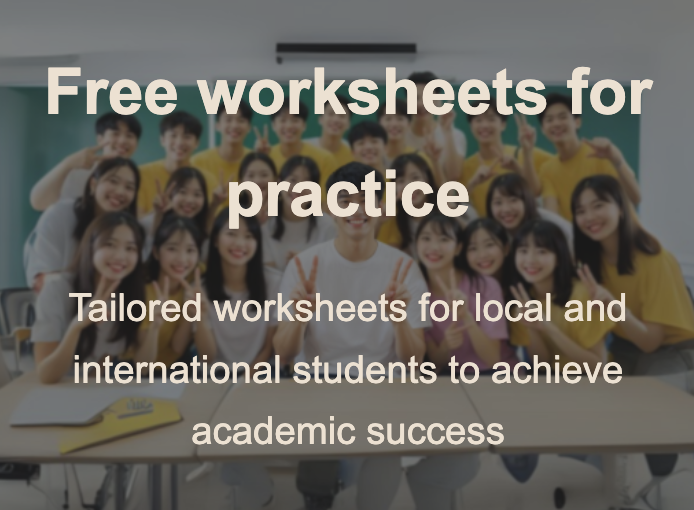 Free worksheets for
practice
Tailored worksheets for local and
international students to achieve
academic success